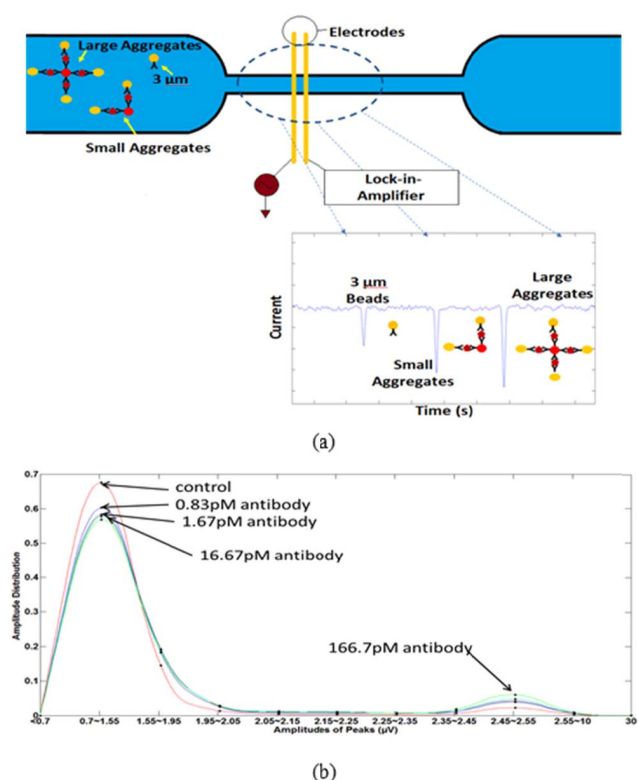 Electrodes
Large Aggregates
3 μm
Small Aggregates
Lock-in-
Amplifier
Current
3 μm
Beads
Large
Aggregates
Small
Aggregates
Time (s)
(a)
Amplitude Distribution
0.7
0.6
0.5
0.4
0.3
0.2
0.1
0
control
0.83pM antibody
1.67pM antibody
16.67pM antibody
166.7pM antibody
<0.7 0.7~1.55 1.55~1.95 1.95~2.05 2.05~2.15 2.15~2.25 2.25~2.35 2.35~2.45 2.45~2.55 2.55~10 30
Amplitudes of Peaks (μV)
(b)